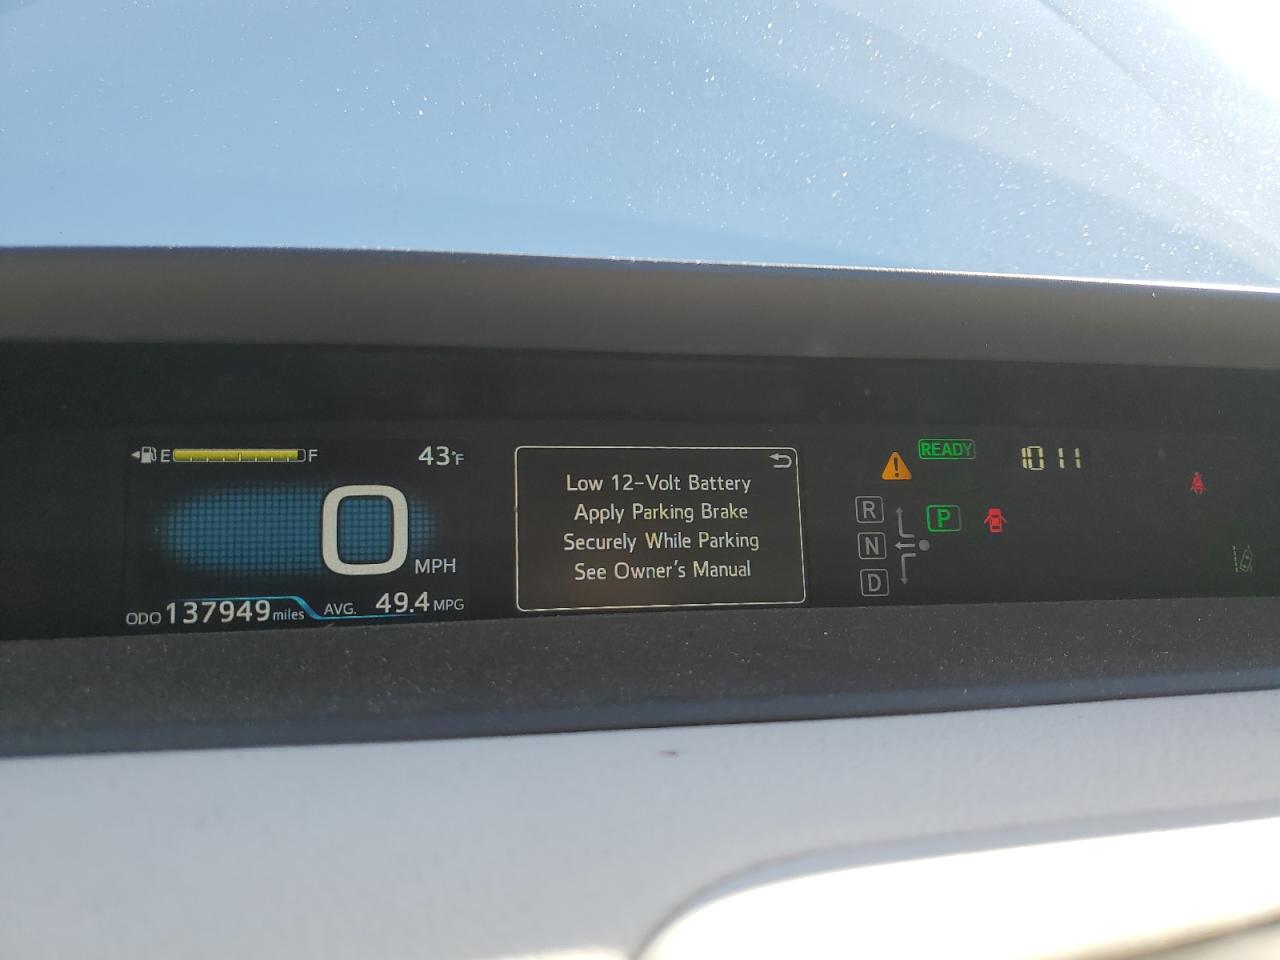 E F 43°F
0 MPH
ODO 137949 miles AVG. 49.4 MPG
Low 12-Volt Battery
Apply Parking Brake
Securely While Parking
See Owner's Manual
! READY 10 11
R
P
N
D